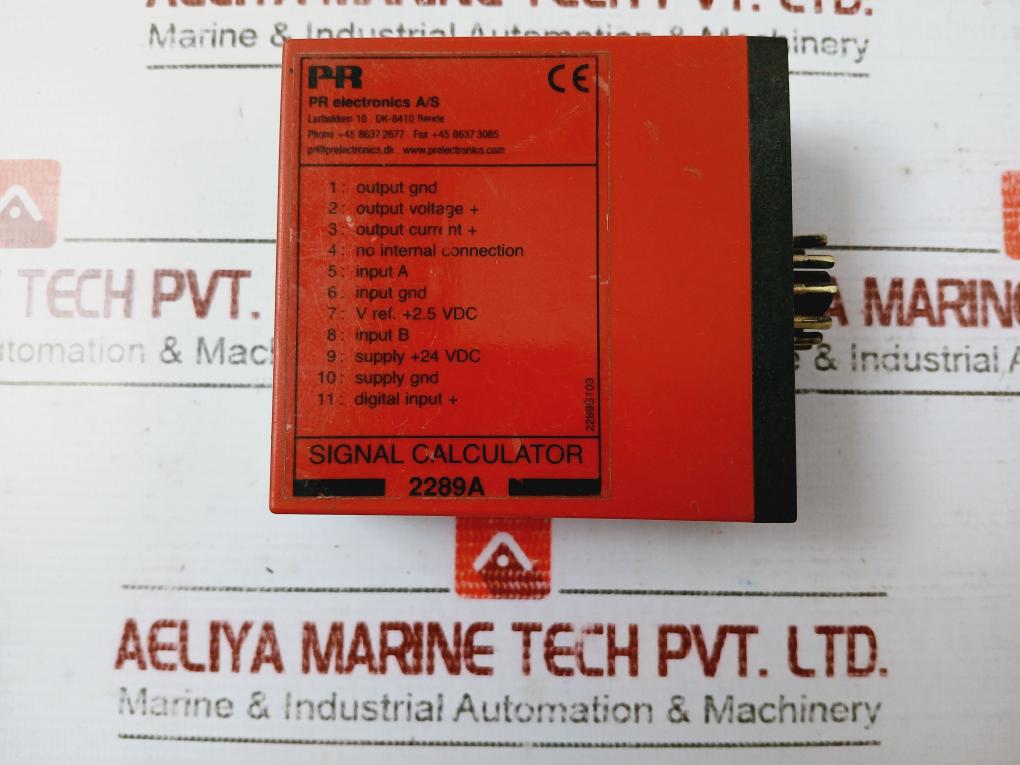 AELIYA MARINE TECH PVT. LTD.
Marine & Industrial Automation & Machinery
PR
CE
PR electronics A/S
Lerbakken 10 DK-8410 Rønde
Phone +45 8637 2677 Fax +45 8637 3085
pr@prelectronics.dk www.prelectronics.com
1: output gnd
2: output voltage +
3: output current +
4: no internal connection
5: input A
6: input gnd
7: V ref. +2.5 VDC
8: input B
9: supply +24 VDC
10: supply gnd
11: digital input +
2289S103
SIGNAL CALCULATOR
2289A
TECH PVT.
utomation & Mac
A MARIN
& Industrial A
AELIYA MARINE TECH PVT. LTD.
Marine & Industrial Automation & Machinery